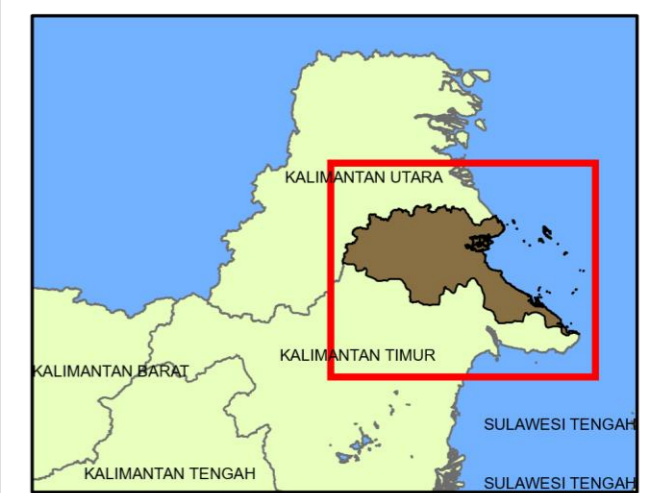 KALIMANTAN UTARA
KALIMANTAN TIMUR
KALIMANTAN BARAT
SULAWESI TENGAH
KALIMANTAN TENGAH
SULAWESI TENGAH